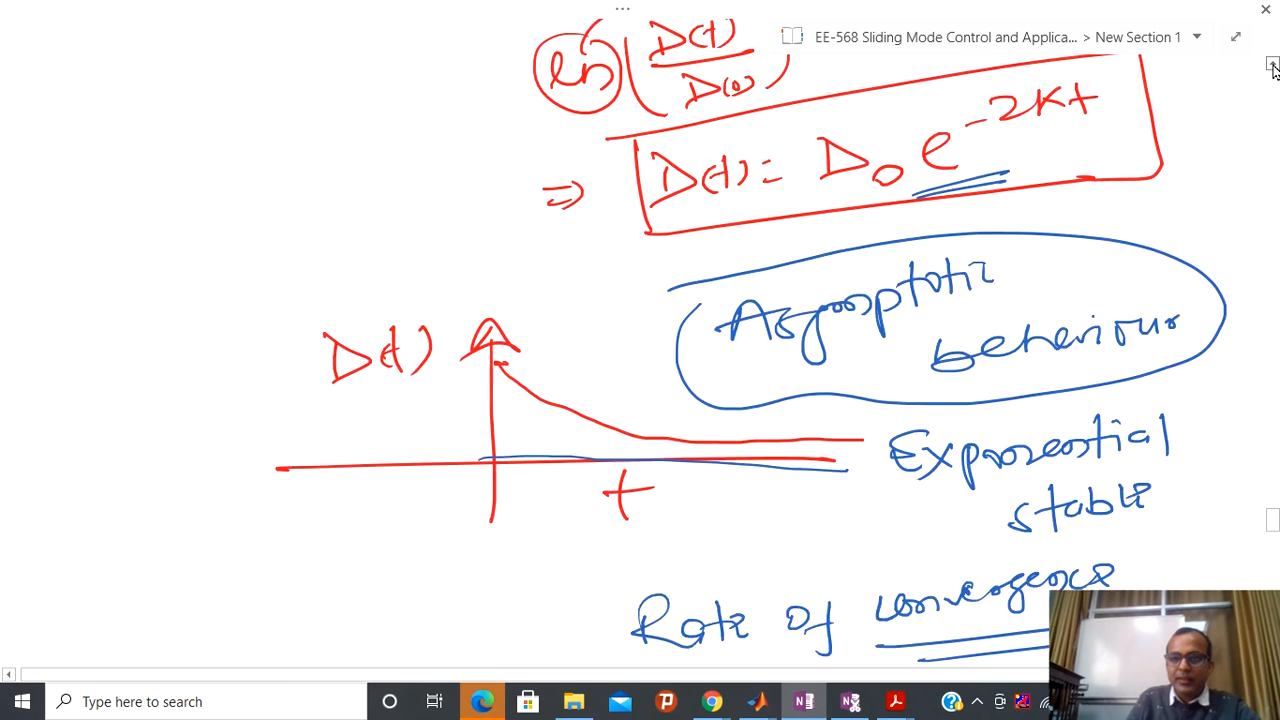 EE-568 Sliding Mode Control and Applica... > New Section 1
ln (D(t)/D(0))
⇒ D(t) = D₀ e^{-2Kt}
Asymptotic
behaviour
D(t)
Exponential
t
stable
Rate of convergence
Type here to search